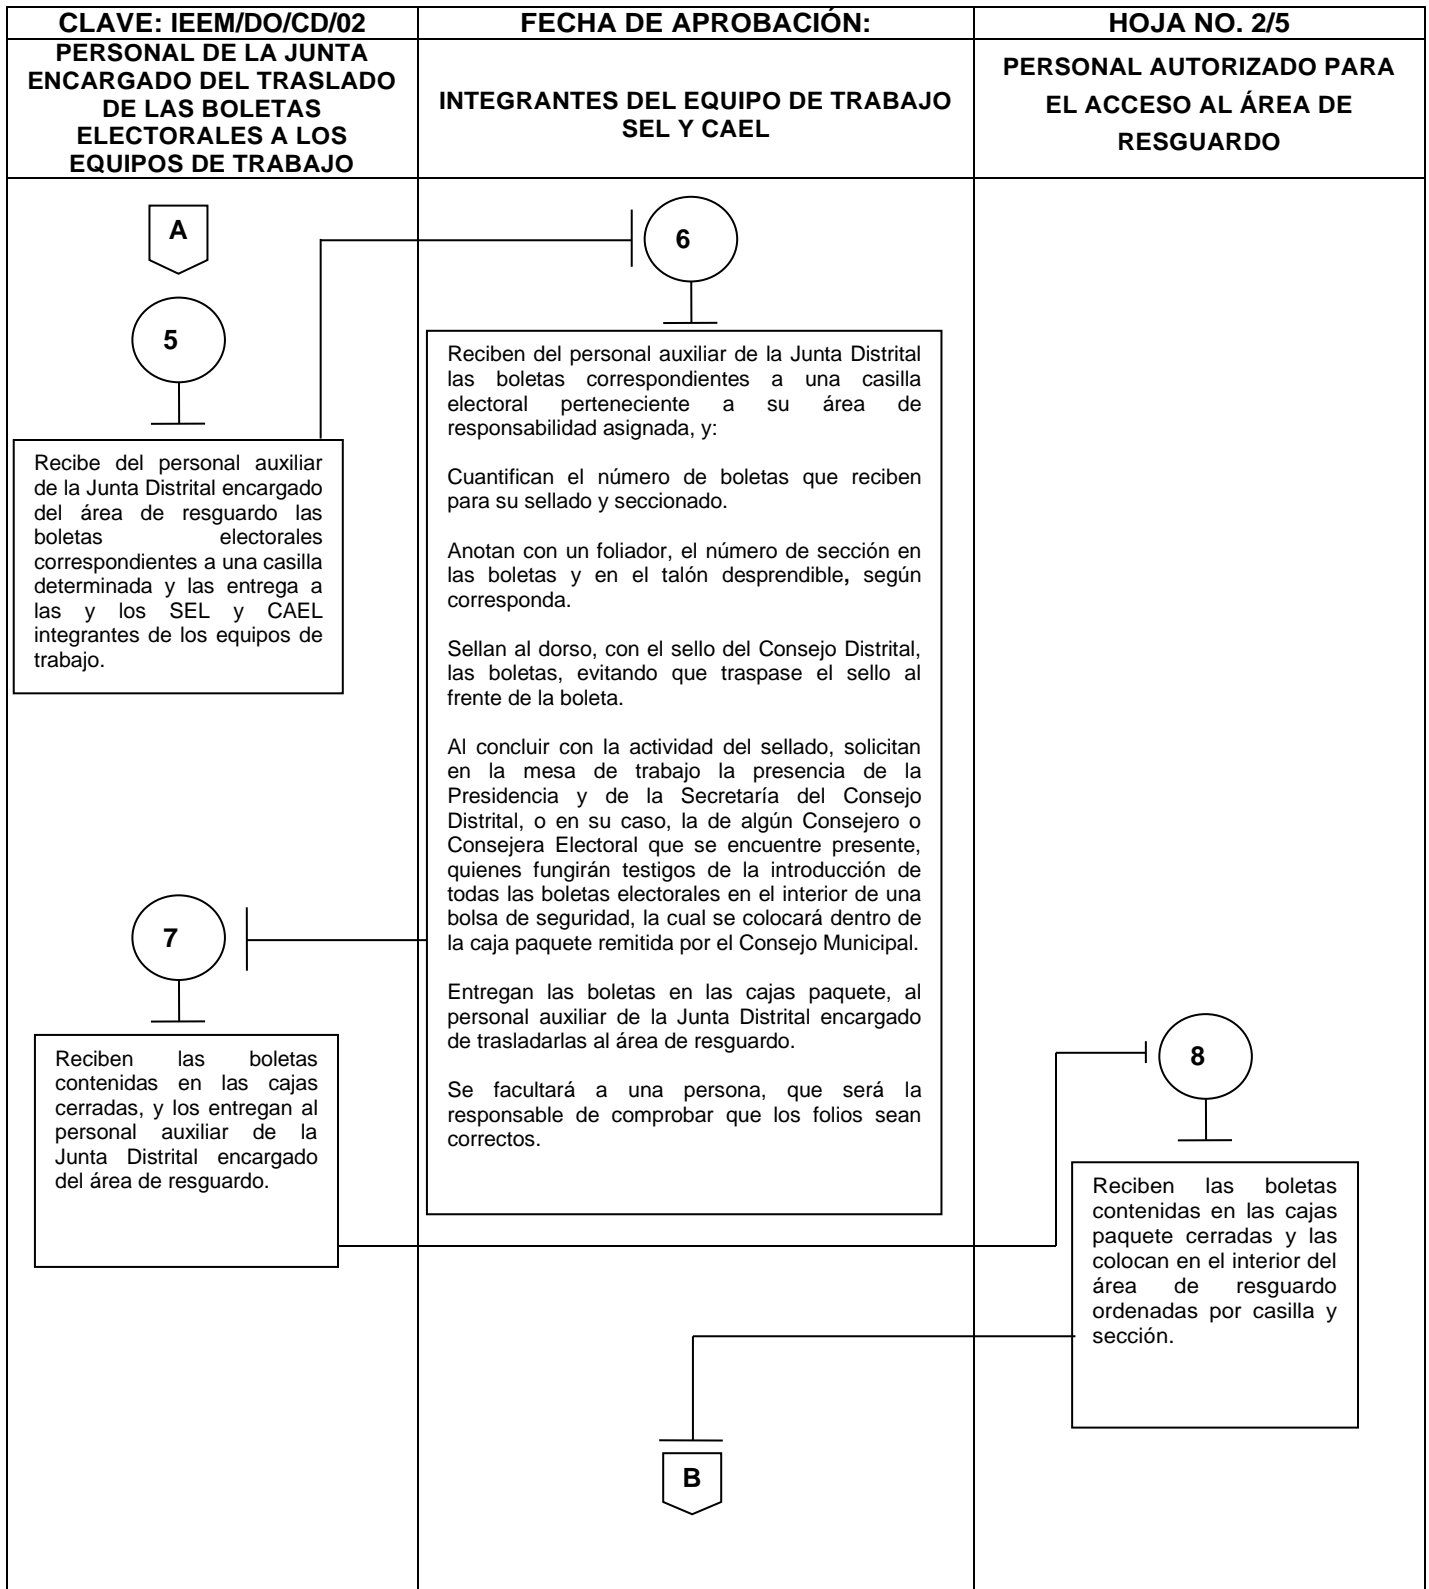 CLAVE: IEEM/DO/CD/02
FECHA DE APROBACIÓN:
HOJA NO. 2/5
PERSONAL DE LA JUNTA
ENCARGADO DEL TRASLADO
DE LAS BOLETAS
ELECTORALES A LOS
EQUIPOS DE TRABAJO
INTEGRANTES DEL EQUIPO DE TRABAJO
SEL Y CAEL
PERSONAL AUTORIZADO PARA
EL ACCESO AL ÁREA DE
RESGUARDO
A
5
Recibe del personal auxiliar
de la Junta Distrital encargado
del área de resguardo las
boletas electorales
correspondientes a una casilla
determinada y las entrega a
las y los SEL y CAEL
integrantes de los equipos de
trabajo.
6
Reciben del personal auxiliar de la Junta Distrital
las boletas correspondientes a una casilla
electoral perteneciente a su área de
responsabilidad asignada, y:
Cuantifican el número de boletas que reciben
para su sellado y seccionado.
Anotan con un foliador, el número de sección en
las boletas y en el talón desprendible, según
corresponda.
Sellan al dorso, con el sello del Consejo Distrital,
las boletas, evitando que traspase el sello al
frente de la boleta.
Al concluir con la actividad del sellado, solicitan
en la mesa de trabajo la presencia de la
Presidencia y de la Secretaría del Consejo
Distrital, o en su caso, la de algún Consejero o
Consejera Electoral que se encuentre presente,
quienes fungirán testigos de la introducción de
todas las boletas electorales en el interior de una
bolsa de seguridad, la cual se colocará dentro de
la caja paquete remitida por el Consejo Municipal.
Entregan las boletas en las cajas paquete, al
personal auxiliar de la Junta Distrital encargado
de trasladarlas al área de resguardo.
Se facultará a una persona, que será la
responsable de comprobar que los folios sean
correctos.
7
Reciben las boletas
contenidas en las cajas
cerradas, y los entregan al
personal auxiliar de la
Junta Distrital encargado
del área de resguardo.
8
Reciben las boletas
contenidas en las cajas
paquete cerradas y las
colocan en el interior del
área de resguardo
ordenadas por casilla y
sección.
B